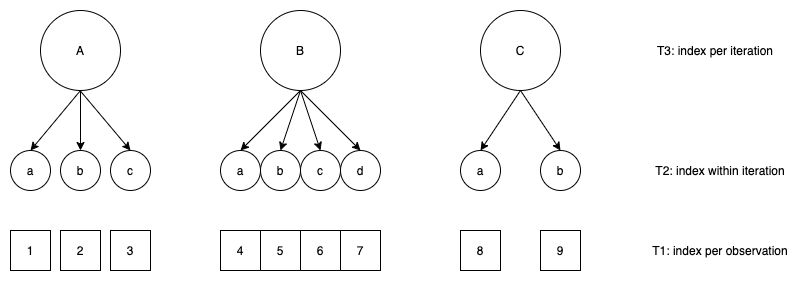 A B C T3: index per iteration
a b c a b c d a b T2: index within iteration
1 2 3 4 5 6 7 8 9 T1: index per observation